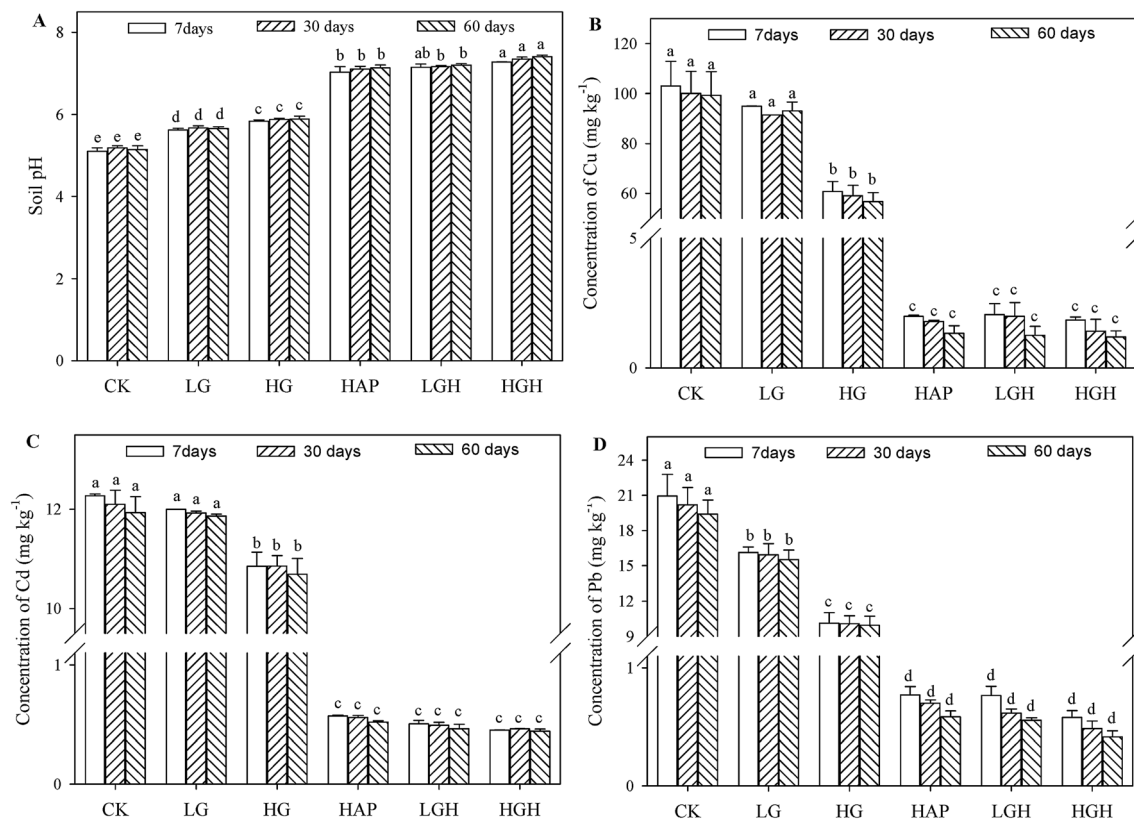 A
7days 30 days 60 days
Soil pH
8
6
4
2
0
e e e
d d d
c c c
b b b
ab b b
a a a
CK LG HG HAP LGH HGH
B
7days 30 days 60 days
Concentration of Cu (mg kg⁻¹)
120
100
80
60
5
0
a a a
a a a
b b b
c c c
c c c
c c c
CK LG HG HAP LGH HGH
C
7days 30 days 60 days
Concentration of Cd (mg kg⁻¹)
12
10
1
0
a a a
a a a
b b b
c c c
c c c
c c c
CK LG HG HAP LGH HGH
D
7days 30 days 60 days
Concentration of Pb (mg kg⁻¹)
24
21
18
15
12
9
1
0
a a a
b b b
c c c
d d d
d d d
d d d
CK LG HG HAP LGH HGH